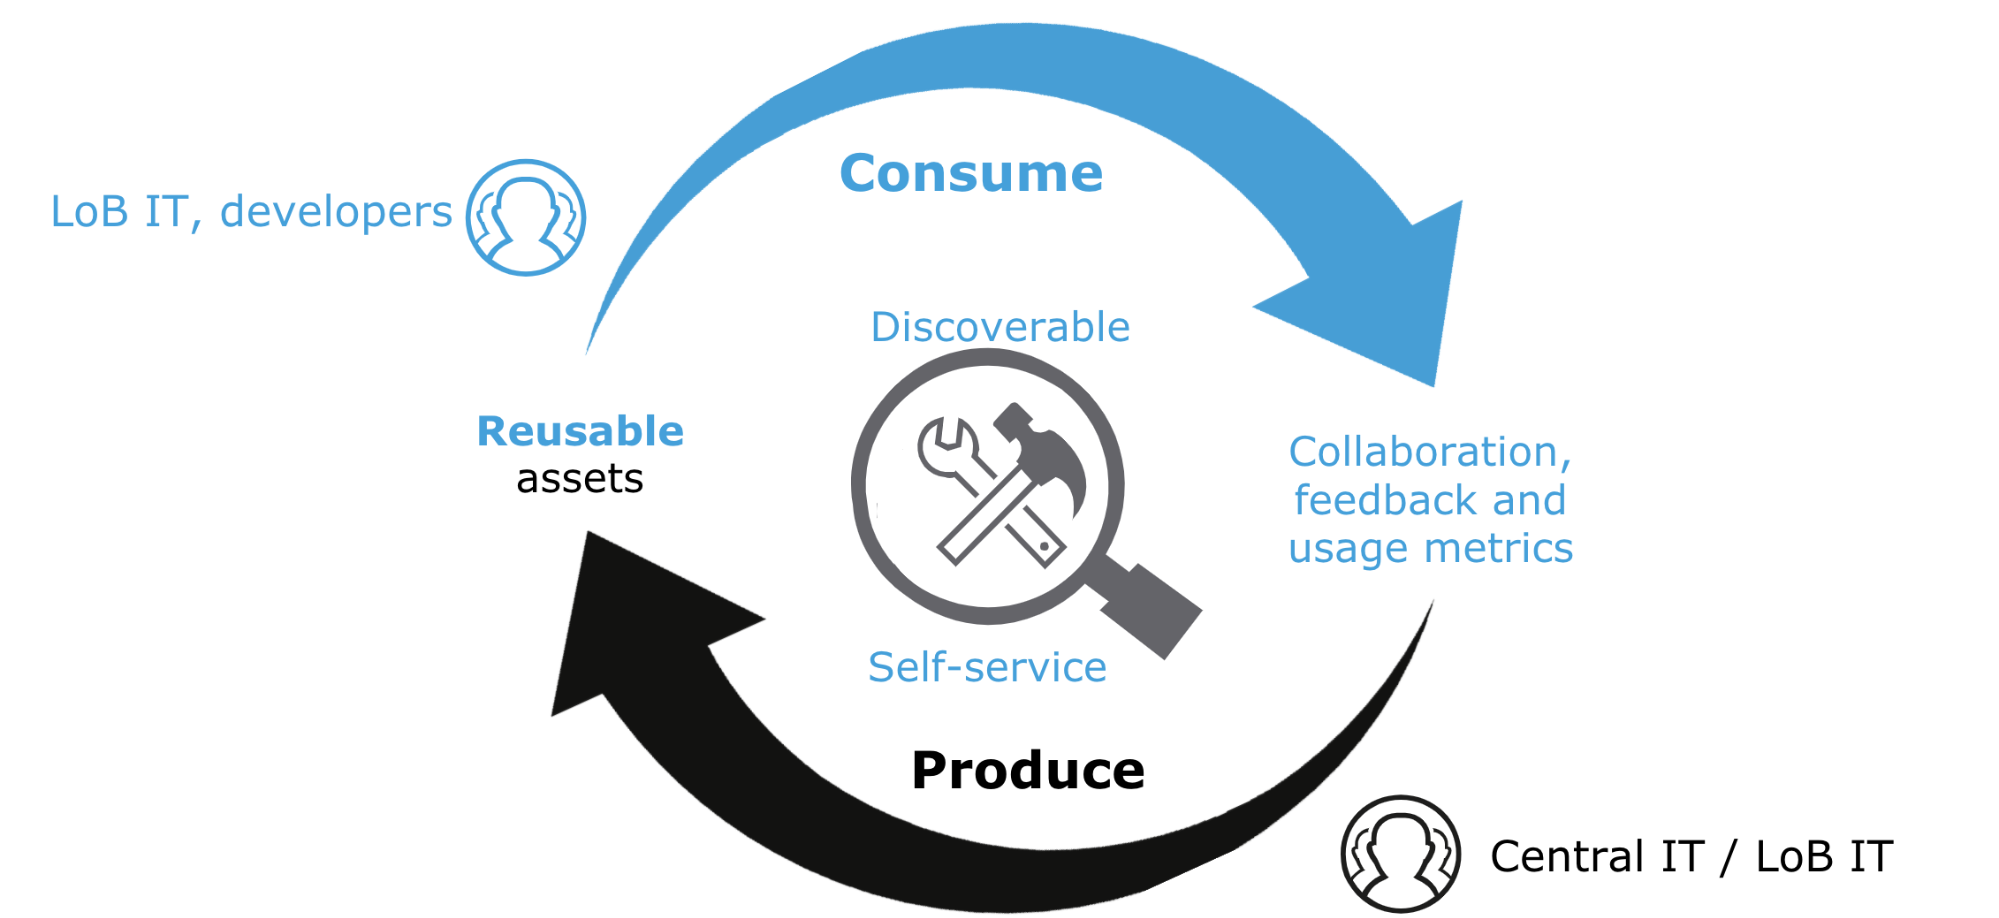 Consume
LoB IT, developers
Discoverable
Reusable
assets
Collaboration,
feedback and
usage metrics
Self-service
Produce
Central IT / LoB IT